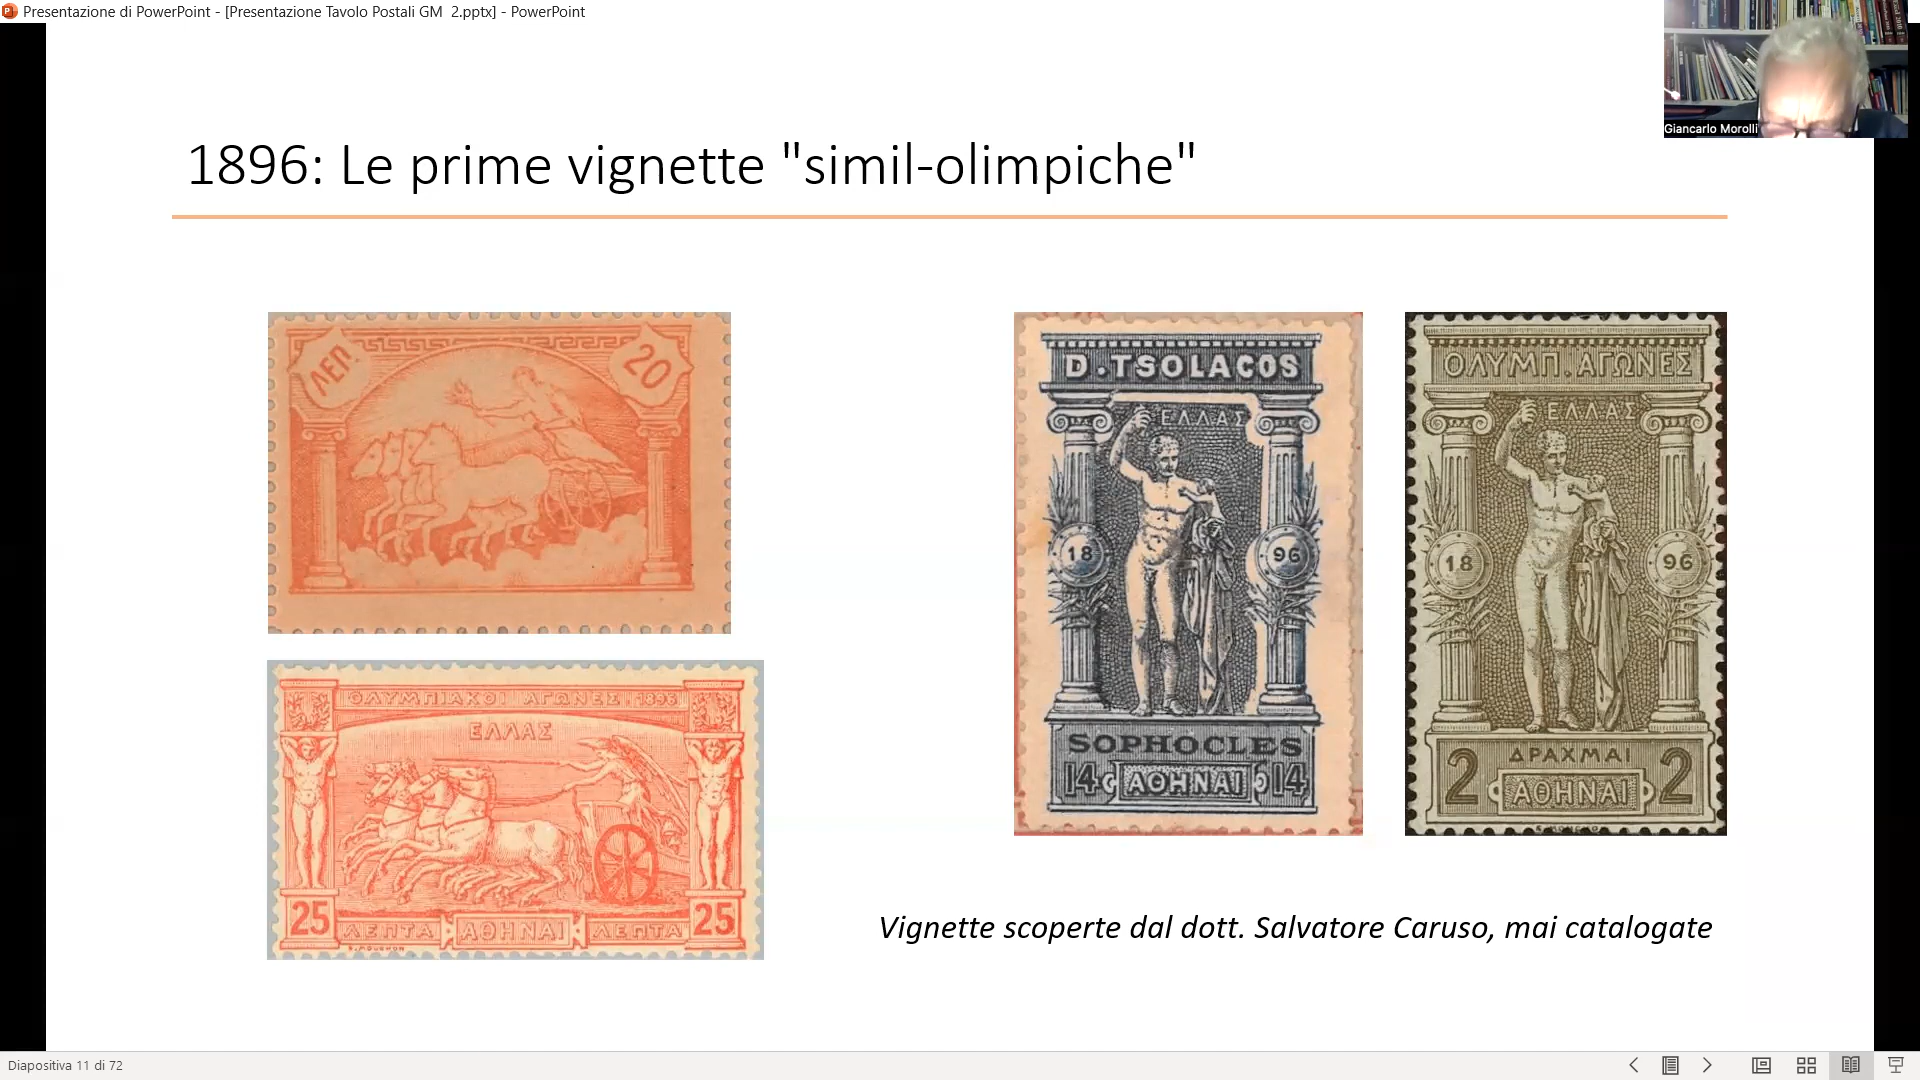 Presentazione di PowerPoint - [Presentazione Tavolo Postali GM  2.pptx] - PowerPoint
Giancarlo Morolli
1896: Le prime vignette "simil-olimpiche"
ΛΕΠ.
20
ΟΛΥΜΠΙΑΚΟΙ ΑΓΩΝΕΣ.1896
ΕΛΛΑΣ
25 ΛΕΠΤΑ ΑΘΗΝΑΙ ΛΕΠΤΑ 25
D.TSOLACOS
ΕΛΛΑΣ
18 96
SOPHOCLES
14 ΑΘΗΝΑΙ 14
ΟΛΥΜΠ.ΑΓΩΝΕΣ
ΕΛΛΑΣ
18 96
ΔΡΑΧΜΑΙ
2 ΑΘΗΝΑΙ 2
Vignette scoperte dal dott. Salvatore Caruso, mai catalogate
Diapositiva 11 di 72